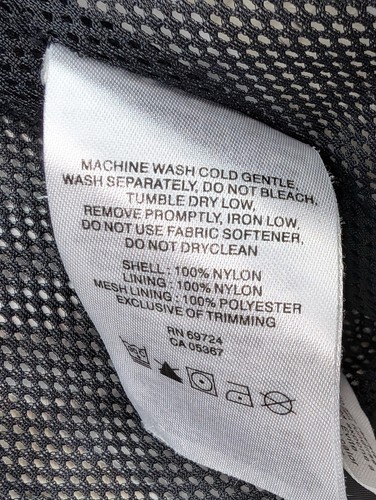 MACHINE WASH COLD GENTLE,
WASH SEPARATELY, DO NOT BLEACH,
TUMBLE DRY LOW,
REMOVE PROMPTLY, IRON LOW,
DO NOT USE FABRIC SOFTENER,
DO NOT DRYCLEAN
SHELL : 100% NYLON
LINING : 100% NYLON
MESH LINING : 100% POLYESTER
EXCLUSIVE OF TRIMMING
RN 69724
CA 05367